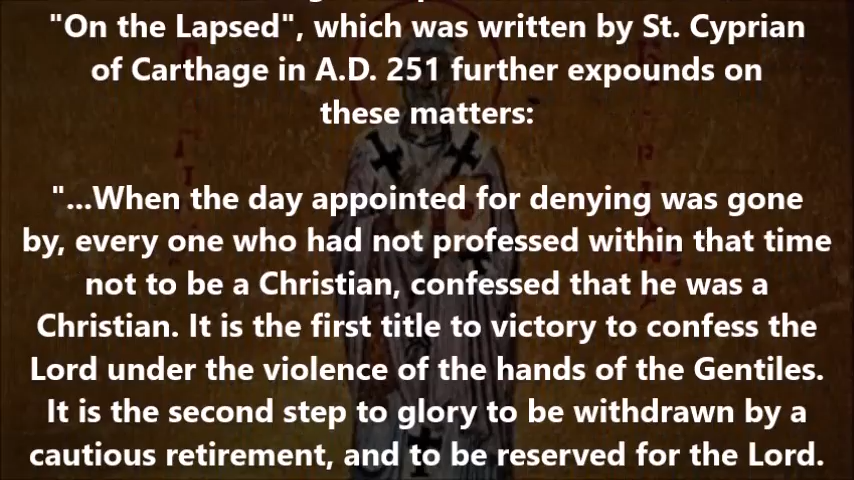 "On the Lapsed", which was written by St. Cyprian
of Carthage in A.D. 251 further expounds on
these matters:
"...When the day appointed for denying was gone
by, every one who had not professed within that time
not to be a Christian, confessed that he was a
Christian. It is the first title to victory to confess the
Lord under the violence of the hands of the Gentiles.
It is the second step to glory to be withdrawn by a
cautious retirement, and to be reserved for the Lord.